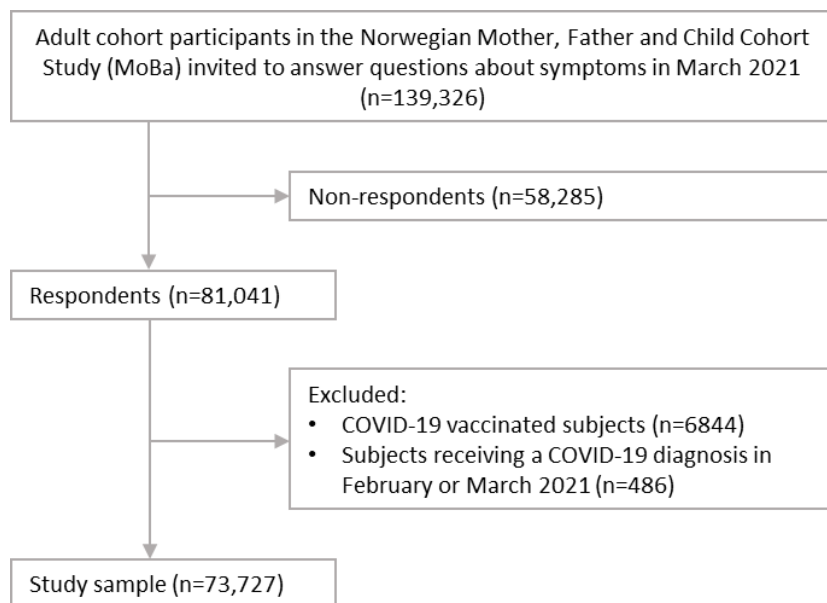 Adult cohort participants in the Norwegian Mother, Father and Child Cohort
Study (MoBa) invited to answer questions about symptoms in March 2021
(n=139,326)
Non-respondents (n=58,285)
Respondents (n=81,041)
Excluded:
• COVID-19 vaccinated subjects (n=6844)
• Subjects receiving a COVID-19 diagnosis in
February or March 2021 (n=486)
Study sample (n=73,727)